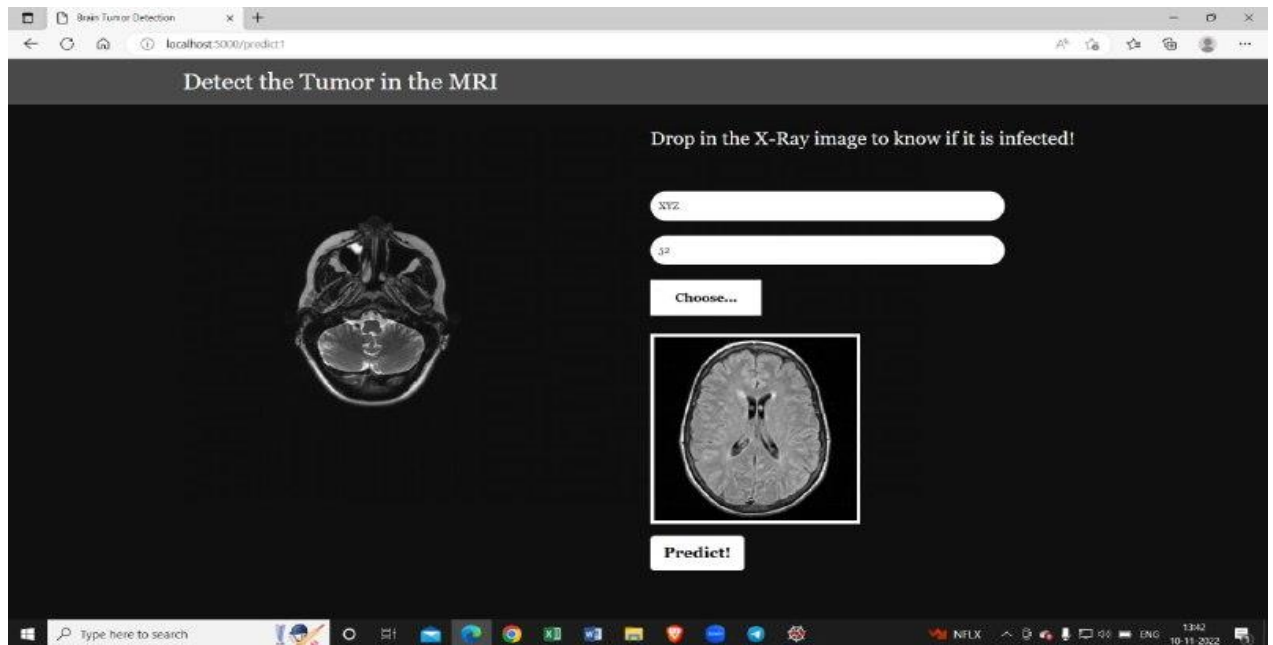 Brain Tumor Detection
localhost:5000/predict1
Detect the Tumor in the MRI
Drop in the X-Ray image to know if it is infected!
XYZ
52
Choose...
Predict!
Type here to search
NFLX
ENG
13:42
10-11-2022